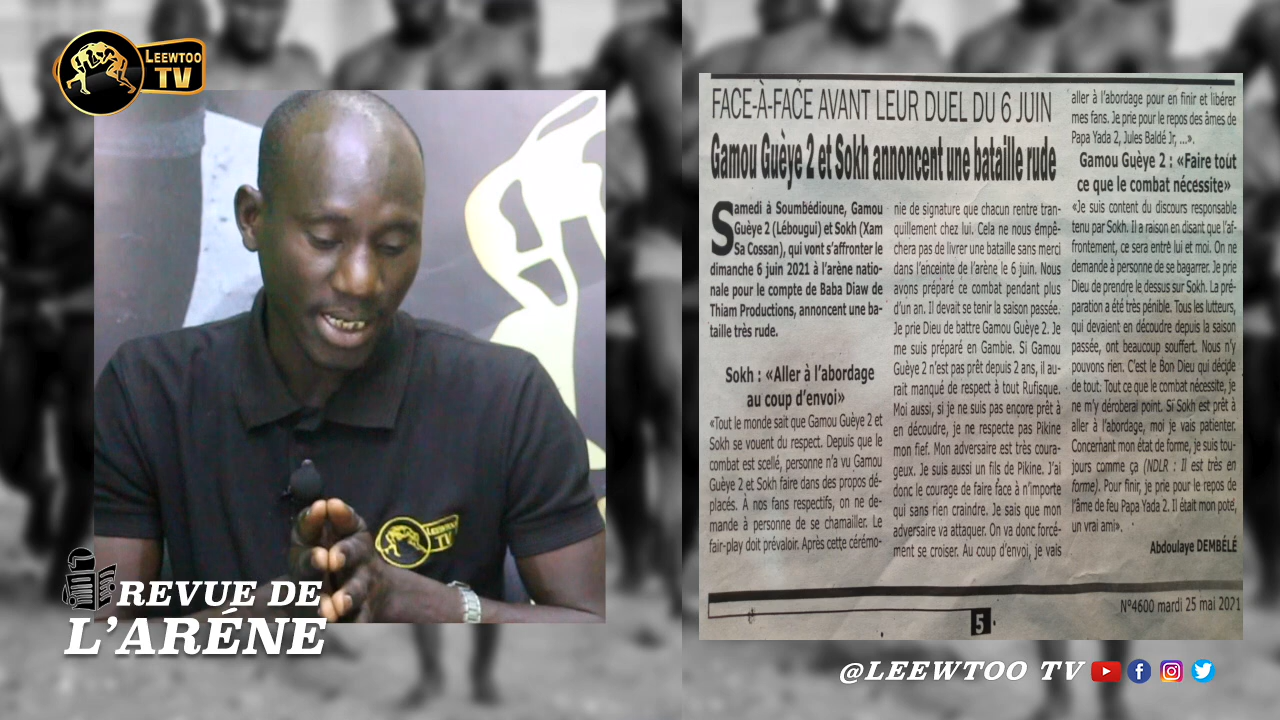 LEEWTOO
TV
LEEWTOO
TV
REVUE DE
L'ARÉNE
FACE-À-FACE AVANT LEUR DUEL DU 6 JUIN
Gamou Guèye 2 et Sokh annoncent une bataille rude
Samedi à Soumbédioune, Gamou
Guèye 2 (Lébougui) et Sokh (Xam
Sa Cossan), qui vont s'affronter le
dimanche 6 juin 2021 à l'arène natio-
nale pour le compte de Baba Diaw de
Thiam Productions, annoncent une ba-
taille très rude.
Sokh : «Aller à l'abordage
au coup d'envoi»
«Tout le monde sait que Gamou Guèye 2 et
Sokh se vouent du respect. Depuis que le
combat est scellé, personne n'a vu Gamou
Guèye 2 et Sokh faire dans des propos dé-
placés. À nos fans respectifs, on ne de-
mande à personne de se chamailler. Le
fair-play doit prévaloir. Après cette cérémo-
nie de signature que chacun rentre tran-
quillement chez lui. Cela ne nous empê-
chera pas de livrer une bataille sans merci
dans l'enceinte de l'arène le 6 juin. Nous
avons préparé ce combat pendant plus
d'un an. Il devait se tenir la saison passée.
Je prie Dieu de battre Gamou Guèye 2. Je
me suis préparé en Gambie. Si Gamou
Guèye 2 n'est pas prêt depuis 2 ans, il au-
rait manqué de respect à tout Rufisque.
Moi aussi, si je ne suis pas encore prêt à
en découdre, je ne respecte pas Pikine
mon fief. Mon adversaire est très coura-
geux. Je suis aussi un fils de Pikine. J'ai
donc le courage de faire face à n'importe
qui sans rien craindre. Je sais que mon
adversaire va attaquer. On va donc forcé-
ment se croiser. Au coup d'envoi, je vais
aller à l'abordage pour en finir et libérer
mes fans. Je prie pour le repos des âmes de
Papa Yada 2, Jules Baldé Jr, ...».
Gamou Guèye 2 : «Faire tout
ce que le combat nécessite»
«Je suis content du discours responsable
tenu par Sokh. Il a raison en disant que l'af-
frontement, ce sera entre lui et moi. On ne
demande à personne de se bagarrer. Je prie
Dieu de prendre le dessus sur Sokh. La pré-
paration a été très pénible. Tous les lutteurs,
qui devaient en découdre depuis la saison
passée, ont beaucoup souffert. Nous n'y
pouvons rien. C'est le Bon Dieu qui décide
de tout. Tout ce que le combat nécessite, je
ne m'y déroberai point. Si Sokh est prêt à
aller à l'abordage, moi je vais patienter.
Concernant mon état de forme, je suis tou-
jours comme ça (NDLR : Il est très en
forme). Pour finir, je prie pour le repos de
l'âme de feu Papa Yada 2. Il était mon pote,
un vrai ami».
Abdoulaye DEMBÉLÉ
N°4600 mardi 25 mai 2021
5
@LEEWTOO TV